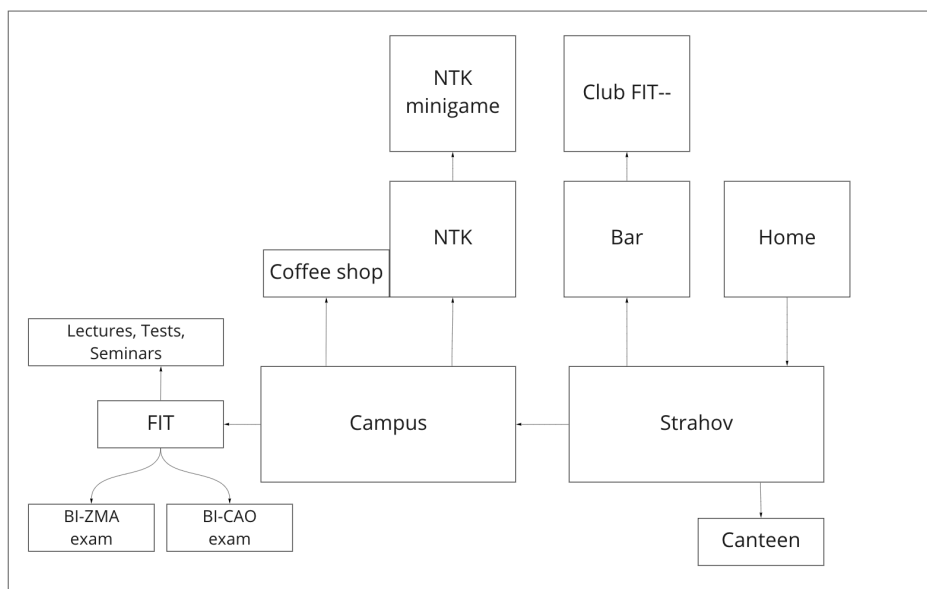 NTK
minigame
Club FIT--
NTK
Bar
Home
Coffee shop
Lectures, Tests,
Seminars
FIT
Campus
Strahov
BI-ZMA
exam
BI-CAO
exam
Canteen